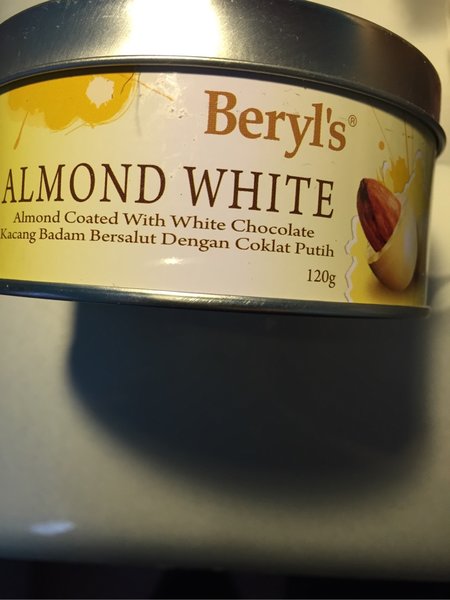 Beryl's®
ALMOND WHITE
Almond Coated With White Chocolate
Kacang Badam Bersalut Dengan Coklat Putih
120g